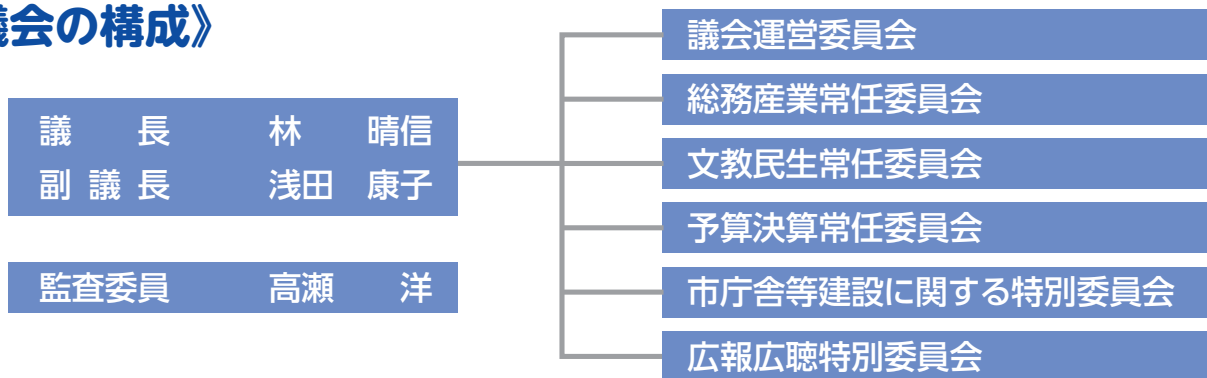 会の構成》
議　長　林　晴信
副議長　浅田　康子
監査委員　高瀬　洋
議会運営委員会
総務産業常任委員会
文教民生常任委員会
予算決算常任委員会
市庁舎等建設に関する特別委員会
広報広聴特別委員会